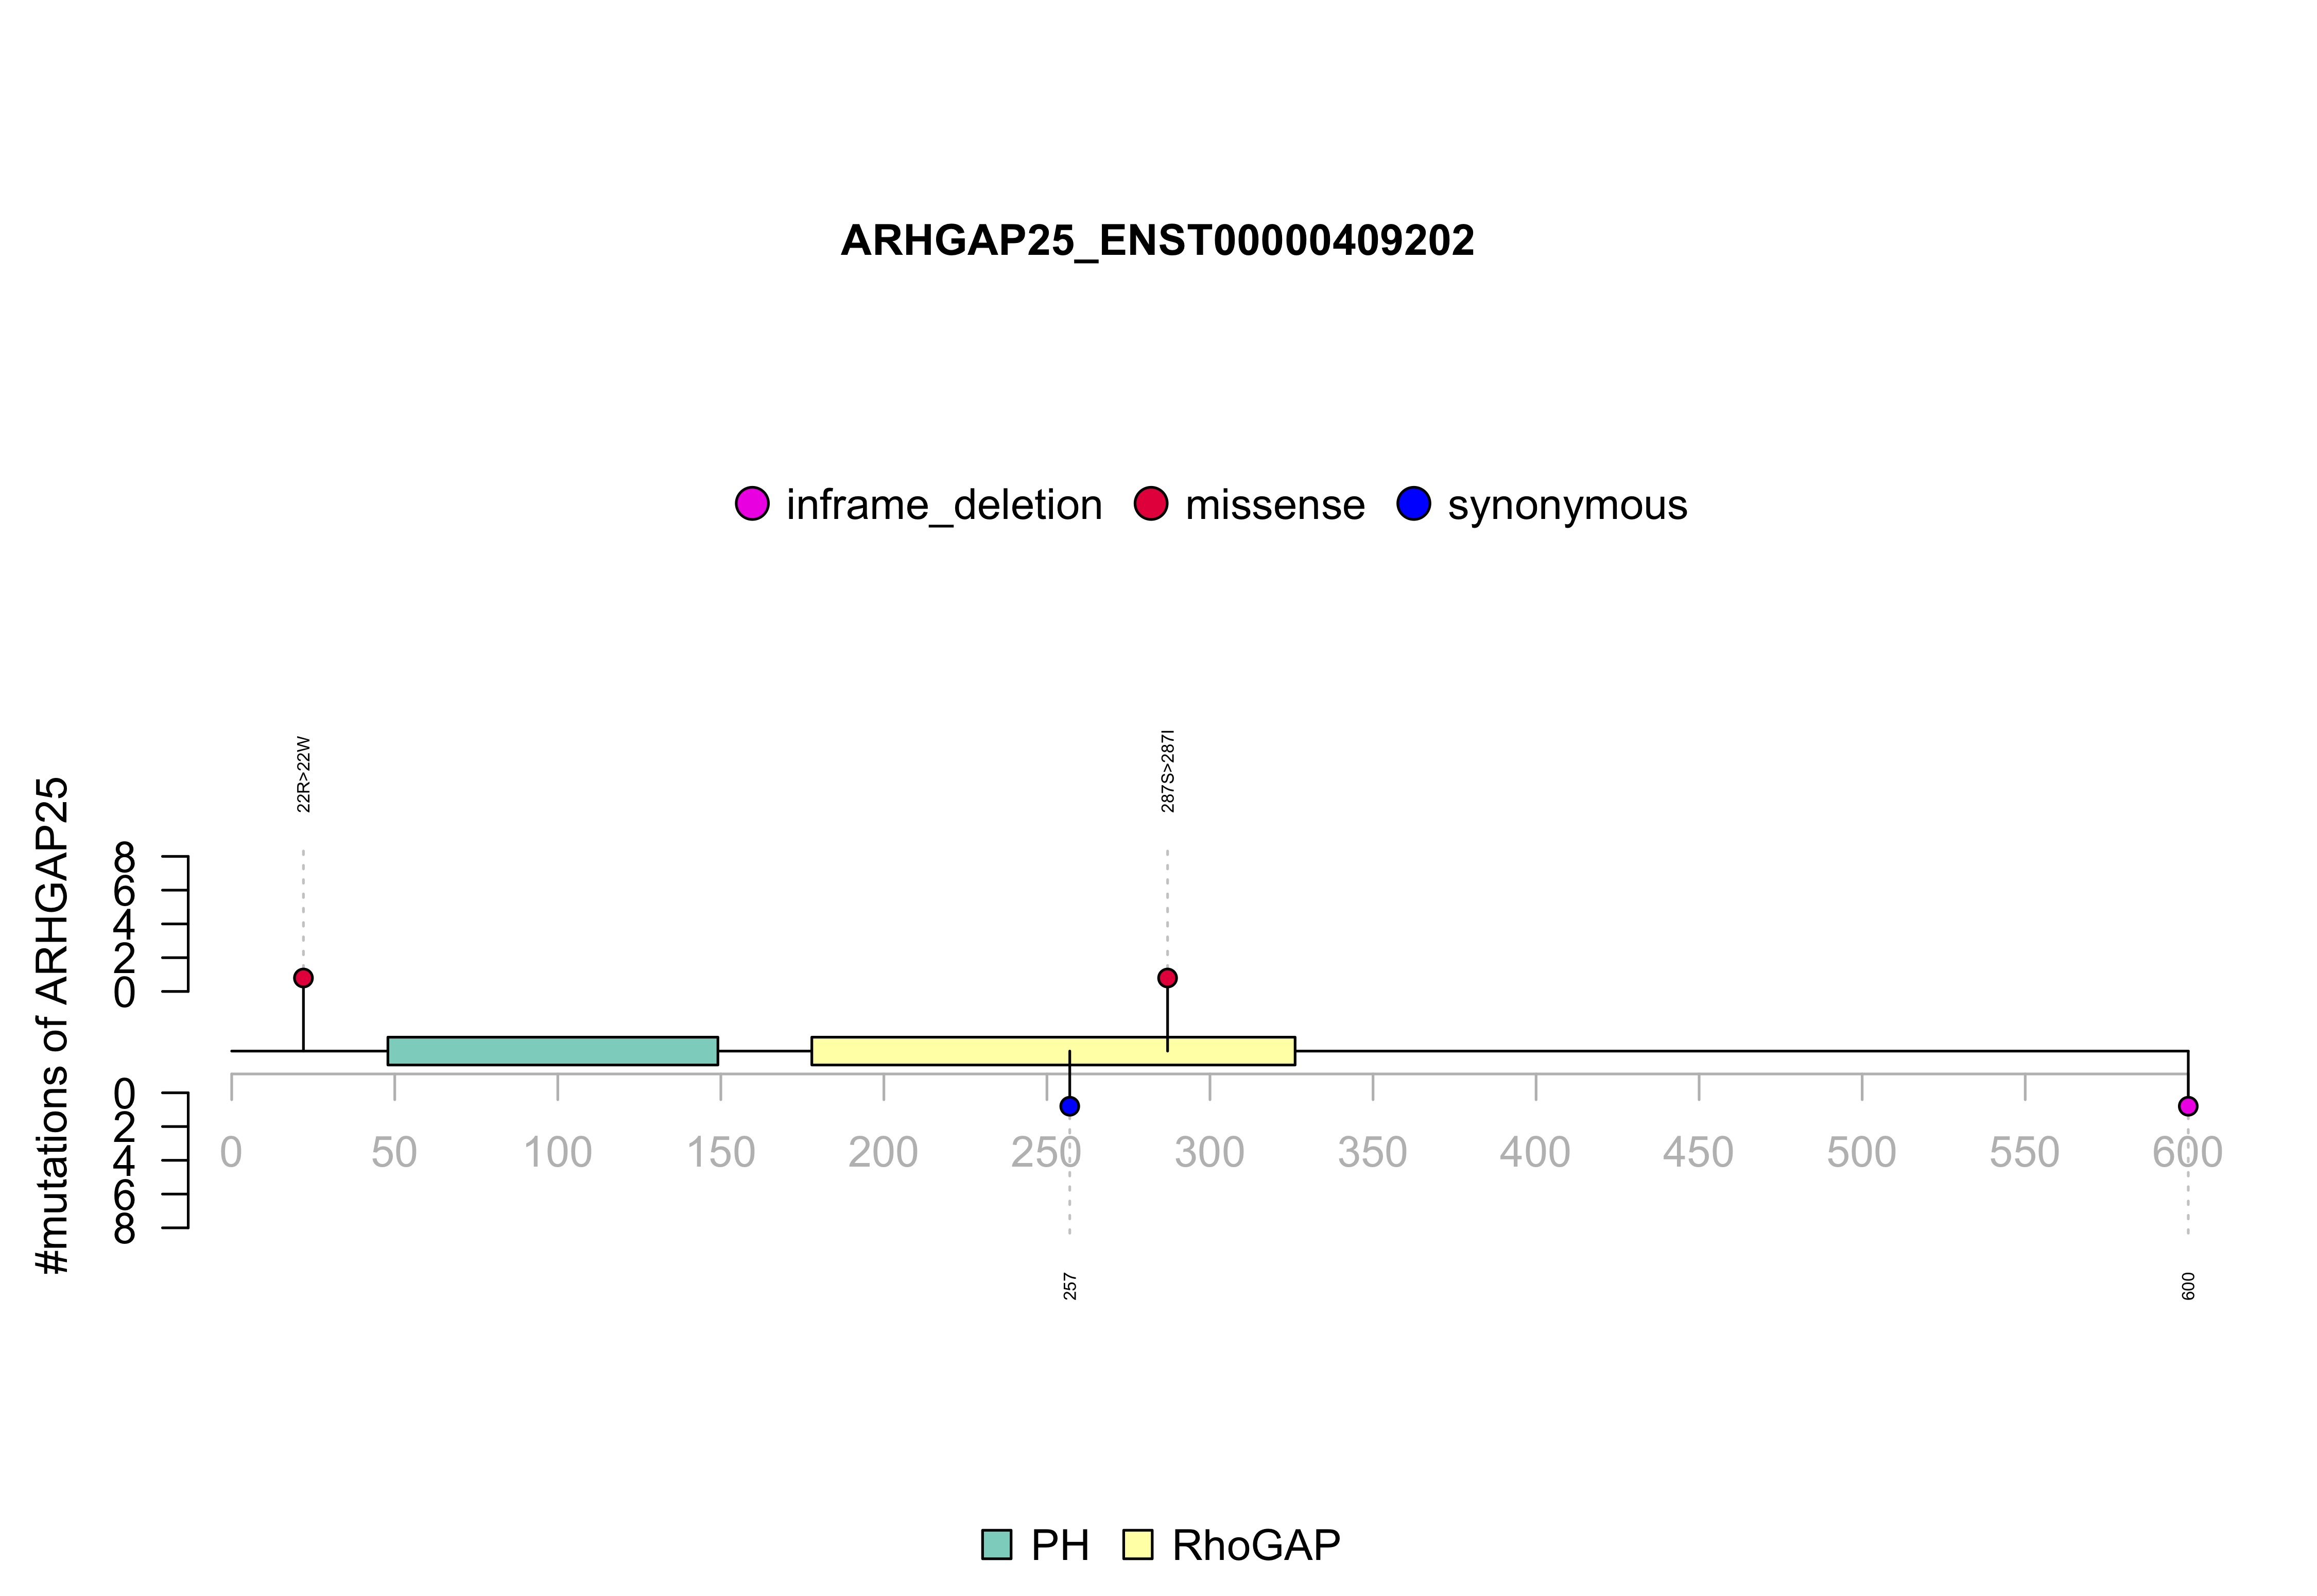 ARHGAP25_ENST00000409202
inframe_deletion missense synonymous
22R>22W
287S>287I
#mutations of ARHGAP25
8
6
4
2
0
0
2
4
6
8
0 50 100 150 200 250 300 350 400 450 500 550 600
257
600
PH RhoGAP